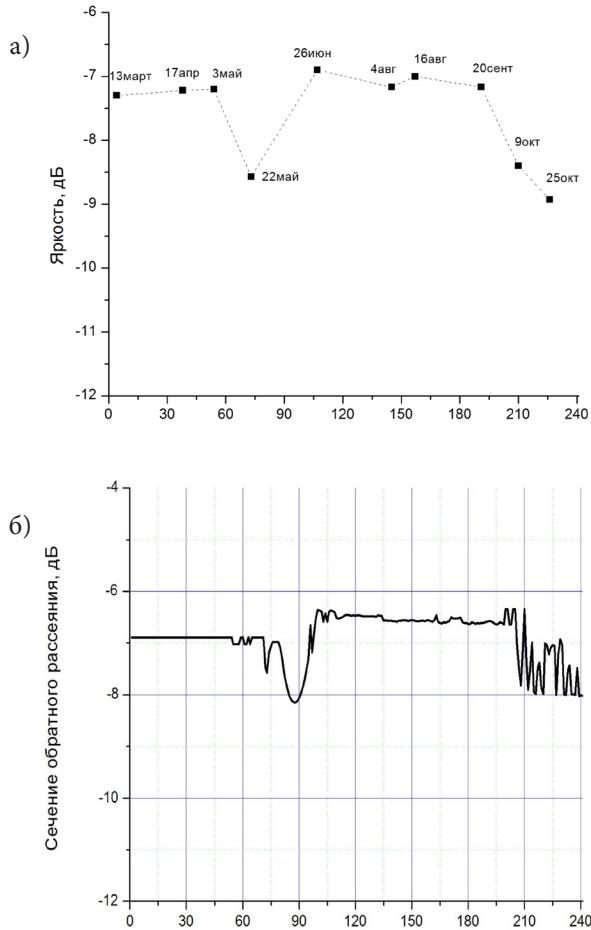 а)
Яркость, дБ
-6
-7
-8
-9
-10
-11
-12
13март
17апр
3май
22май
26июн
4авг
16авг
20сент
9окт
25окт
0 30 60 90 120 150 180 210 240
б)
Сечение обратного рассеяния, дБ
-4
-6
-8
-10
-12
0 30 60 90 120 150 180 210 240